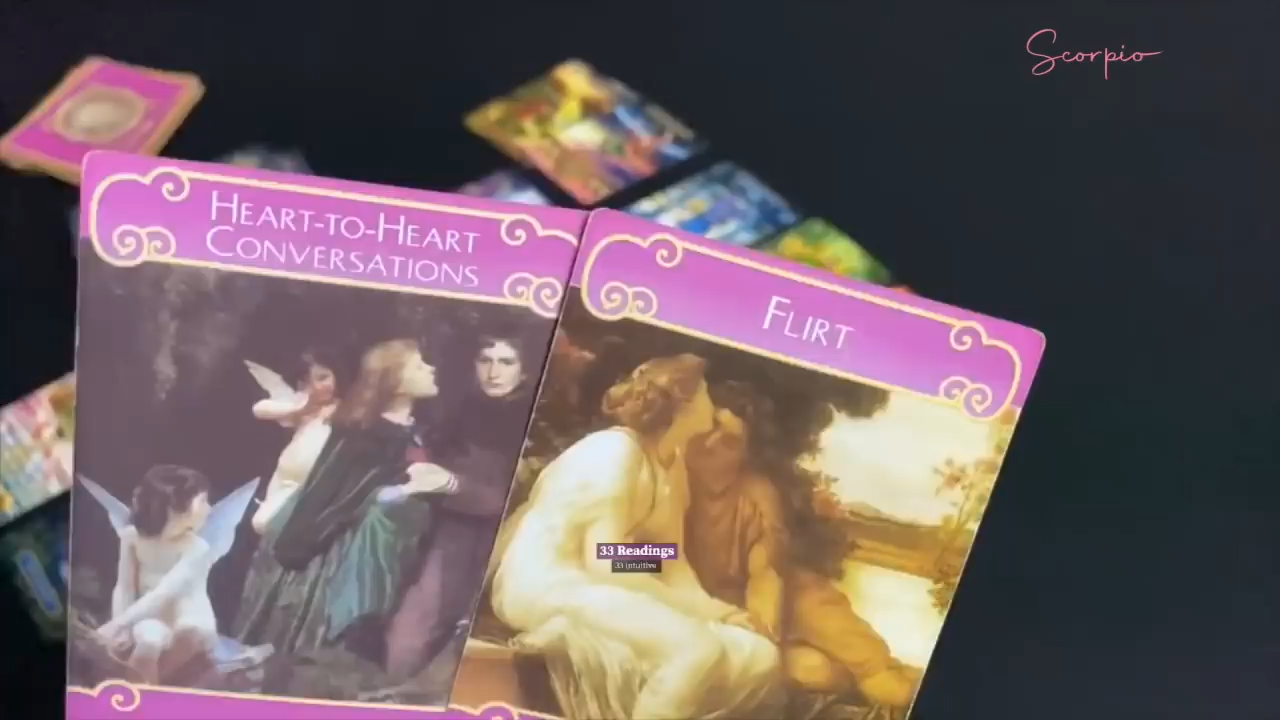 Scorpio
HEART-TO-HEART
CONVERSATIONS
FLIRT
33 Readings
33 intuitive